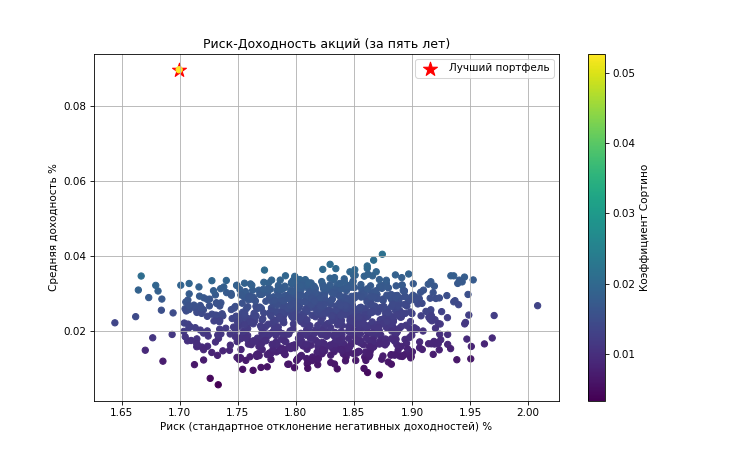 Риск-Доходность акций (за пять лет)
Лучший портфель
0.08
0.06
0.04
0.02
Средняя доходность %
1.65 1.70 1.75 1.80 1.85 1.90 1.95 2.00
Риск (стандартное отклонение негативных доходностей) %
0.05
0.04
0.03
0.02
0.01
Коэффициент Сортино